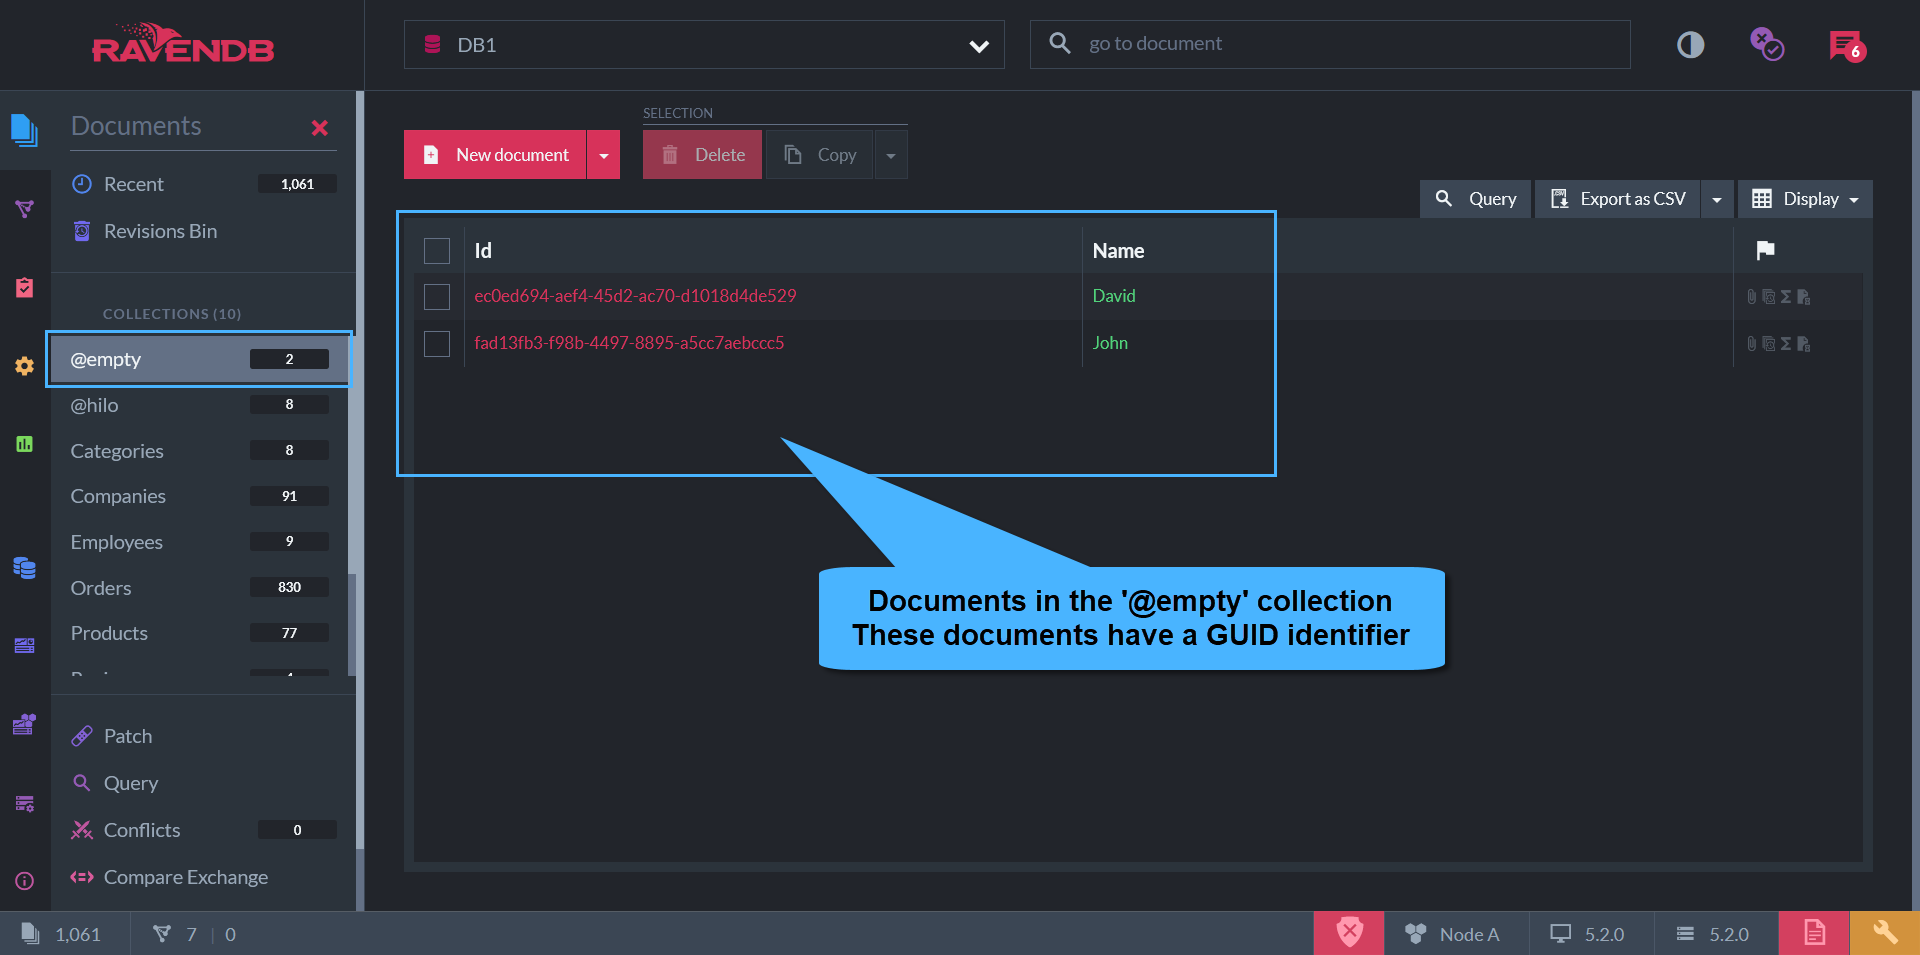 RAVENDB
DB1
go to document
6
Documents
Recent 1,061
Revisions Bin
COLLECTIONS (10)
@empty 2
@hilo 8
Categories 8
Companies 91
Employees 9
Orders 830
Products 77
Patch
Query
Conflicts 0
Compare Exchange
SELECTION
New document
Delete
Copy
Query
Export as CSV
Display
Id Name
ec0ed694-aef4-45d2-ac70-d1018d4de529 David
fad13fb3-f98b-4497-8895-a5cc7aebccc5 John
Documents in the '@empty' collection
These documents have a GUID identifier
1,061
7 | 0
Node A
5.2.0
5.2.0